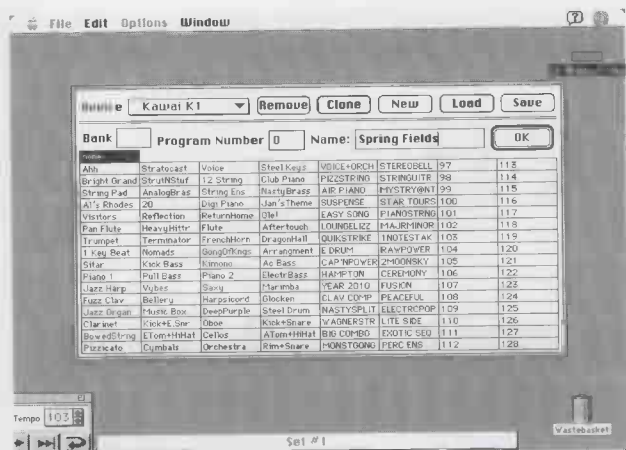 File Edit Options Window
Kawai K1 Remove Clone New Load Save
Bank Program Number 0 Name: Spring Fields OK
Ahh Stratocast Voice Steel Keys VOICE+ORCH STEREOBELL 97 113
Bright Grand StrutNStuf 12 String Club Piano PIZZSTRING STRINGUITR 98 114
String Pad AnalogBras String Ens NastyBrass AIR PIANO MYSTRY@NT 99 115
Al's Rhodes 20 Digi Piano Jan'sTheme SUSPENSE STAR TOURS 100 116
Visitors Reflection ReturnHome Ole! EASY SONG PIANOSTRNG 101 117
Pan Flute HeavyHittr Flute Aftertouch LOUNGELIZZ MAJRMINOR 102 118
Trumpet Terminator FrenchHorn DragonHall QUIKSTRIKE 1NOTESTAK 103 119
1 Key Beat Nomads GongOfKngs Arrangment E DRUM RAWPOWER 104 120
Sitar Kick Bass Kimono Ac Bass CAP'NPOWER 2MOONSKY 105 121
Piano 1 Pull Bass Piano 2 ElectrBass HAMPTON CEREMONY 106 122
Jazz Harp Vybes Saxy Marimba YEAR 2010 FUSION 107 123
Fuzz Clav Bellery Harpsicord Glocken CLAV COMP PEACEFUL 108 124
Jazz Organ Music Box DeepPurple Steel Drum NASTYSPLIT ELECTRCPOP 109 125
Clarinet Kick+E.Snr Oboe Kick+Snare WAGNERSTR LITE SIDE 110 126
BowedString ETom+HiHat Cellos ATom+HiHat BIG COMBO EXOTIC SEQ 111 127
Pizzicato Cymbals Orchestra Rim+Snare MONSTGONG PERC ENS 112 128
Tempo 103
Set #1
Wastebasket